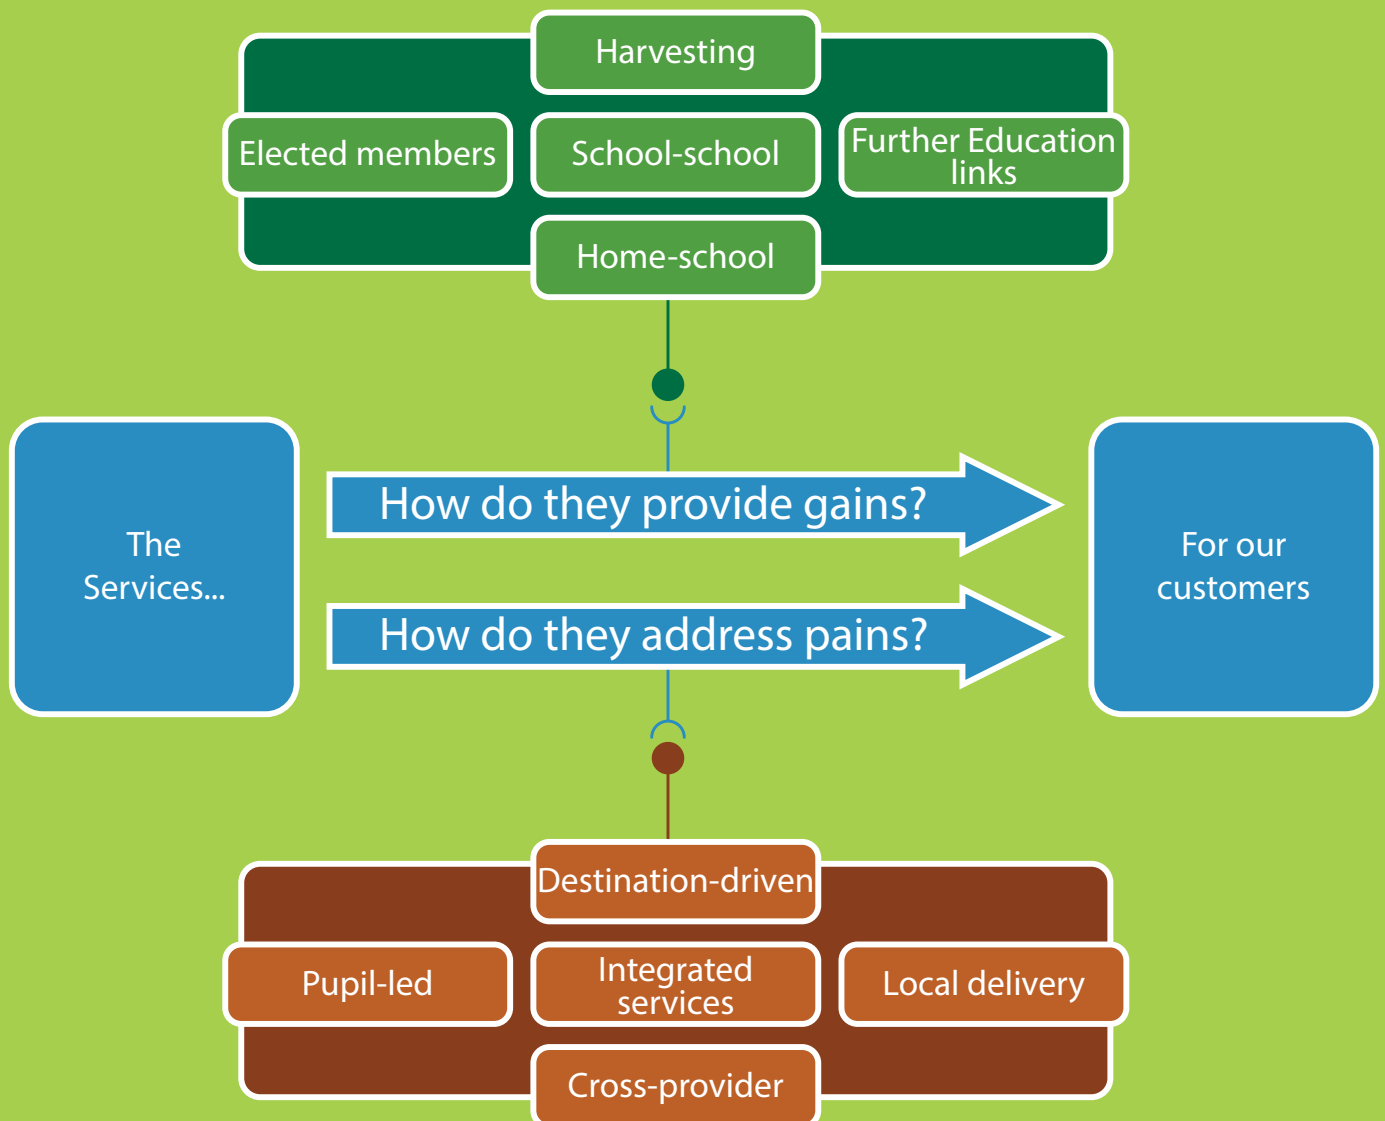 Harvesting
Elected members
School-school
Further Education
links
Home-school
The
Services...
How do they provide gains?
How do they address pains?
For our
customers
Destination-driven
Pupil-led
Integrated
services
Local delivery
Cross-provider